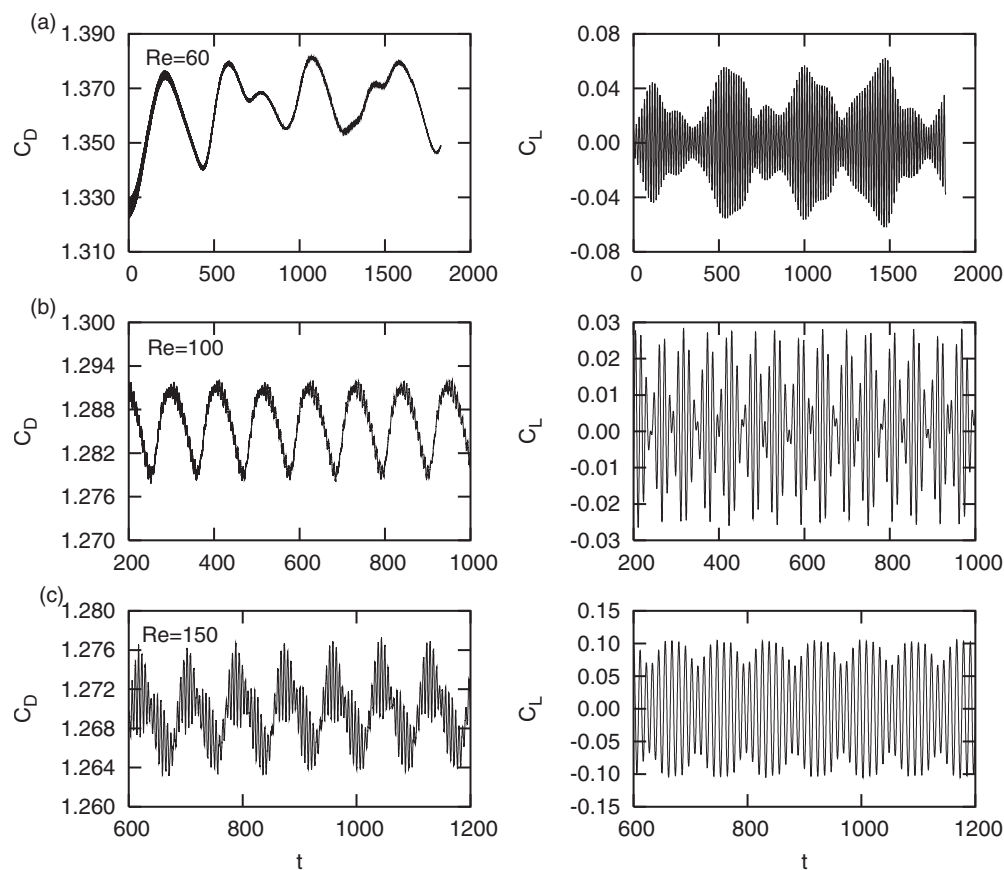 (a)
1.390
1.370
1.350
1.330
1.310
C_D
Re=60
0 500 1000 1500 2000
0.08
0.04
0.00
-0.04
-0.08
C_L
0 500 1000 1500 2000
(b)
1.300
1.294
1.288
1.282
1.276
1.270
C_D
Re=100
200 400 600 800 1000
0.03
0.02
0.01
0.00
-0.01
-0.02
-0.03
C_L
200 400 600 800 1000
(c)
1.280
1.276
1.272
1.268
1.264
1.260
C_D
Re=150
600 800 1000 1200
t
0.15
0.10
0.05
0.00
-0.05
-0.10
-0.15
C_L
600 800 1000 1200
t